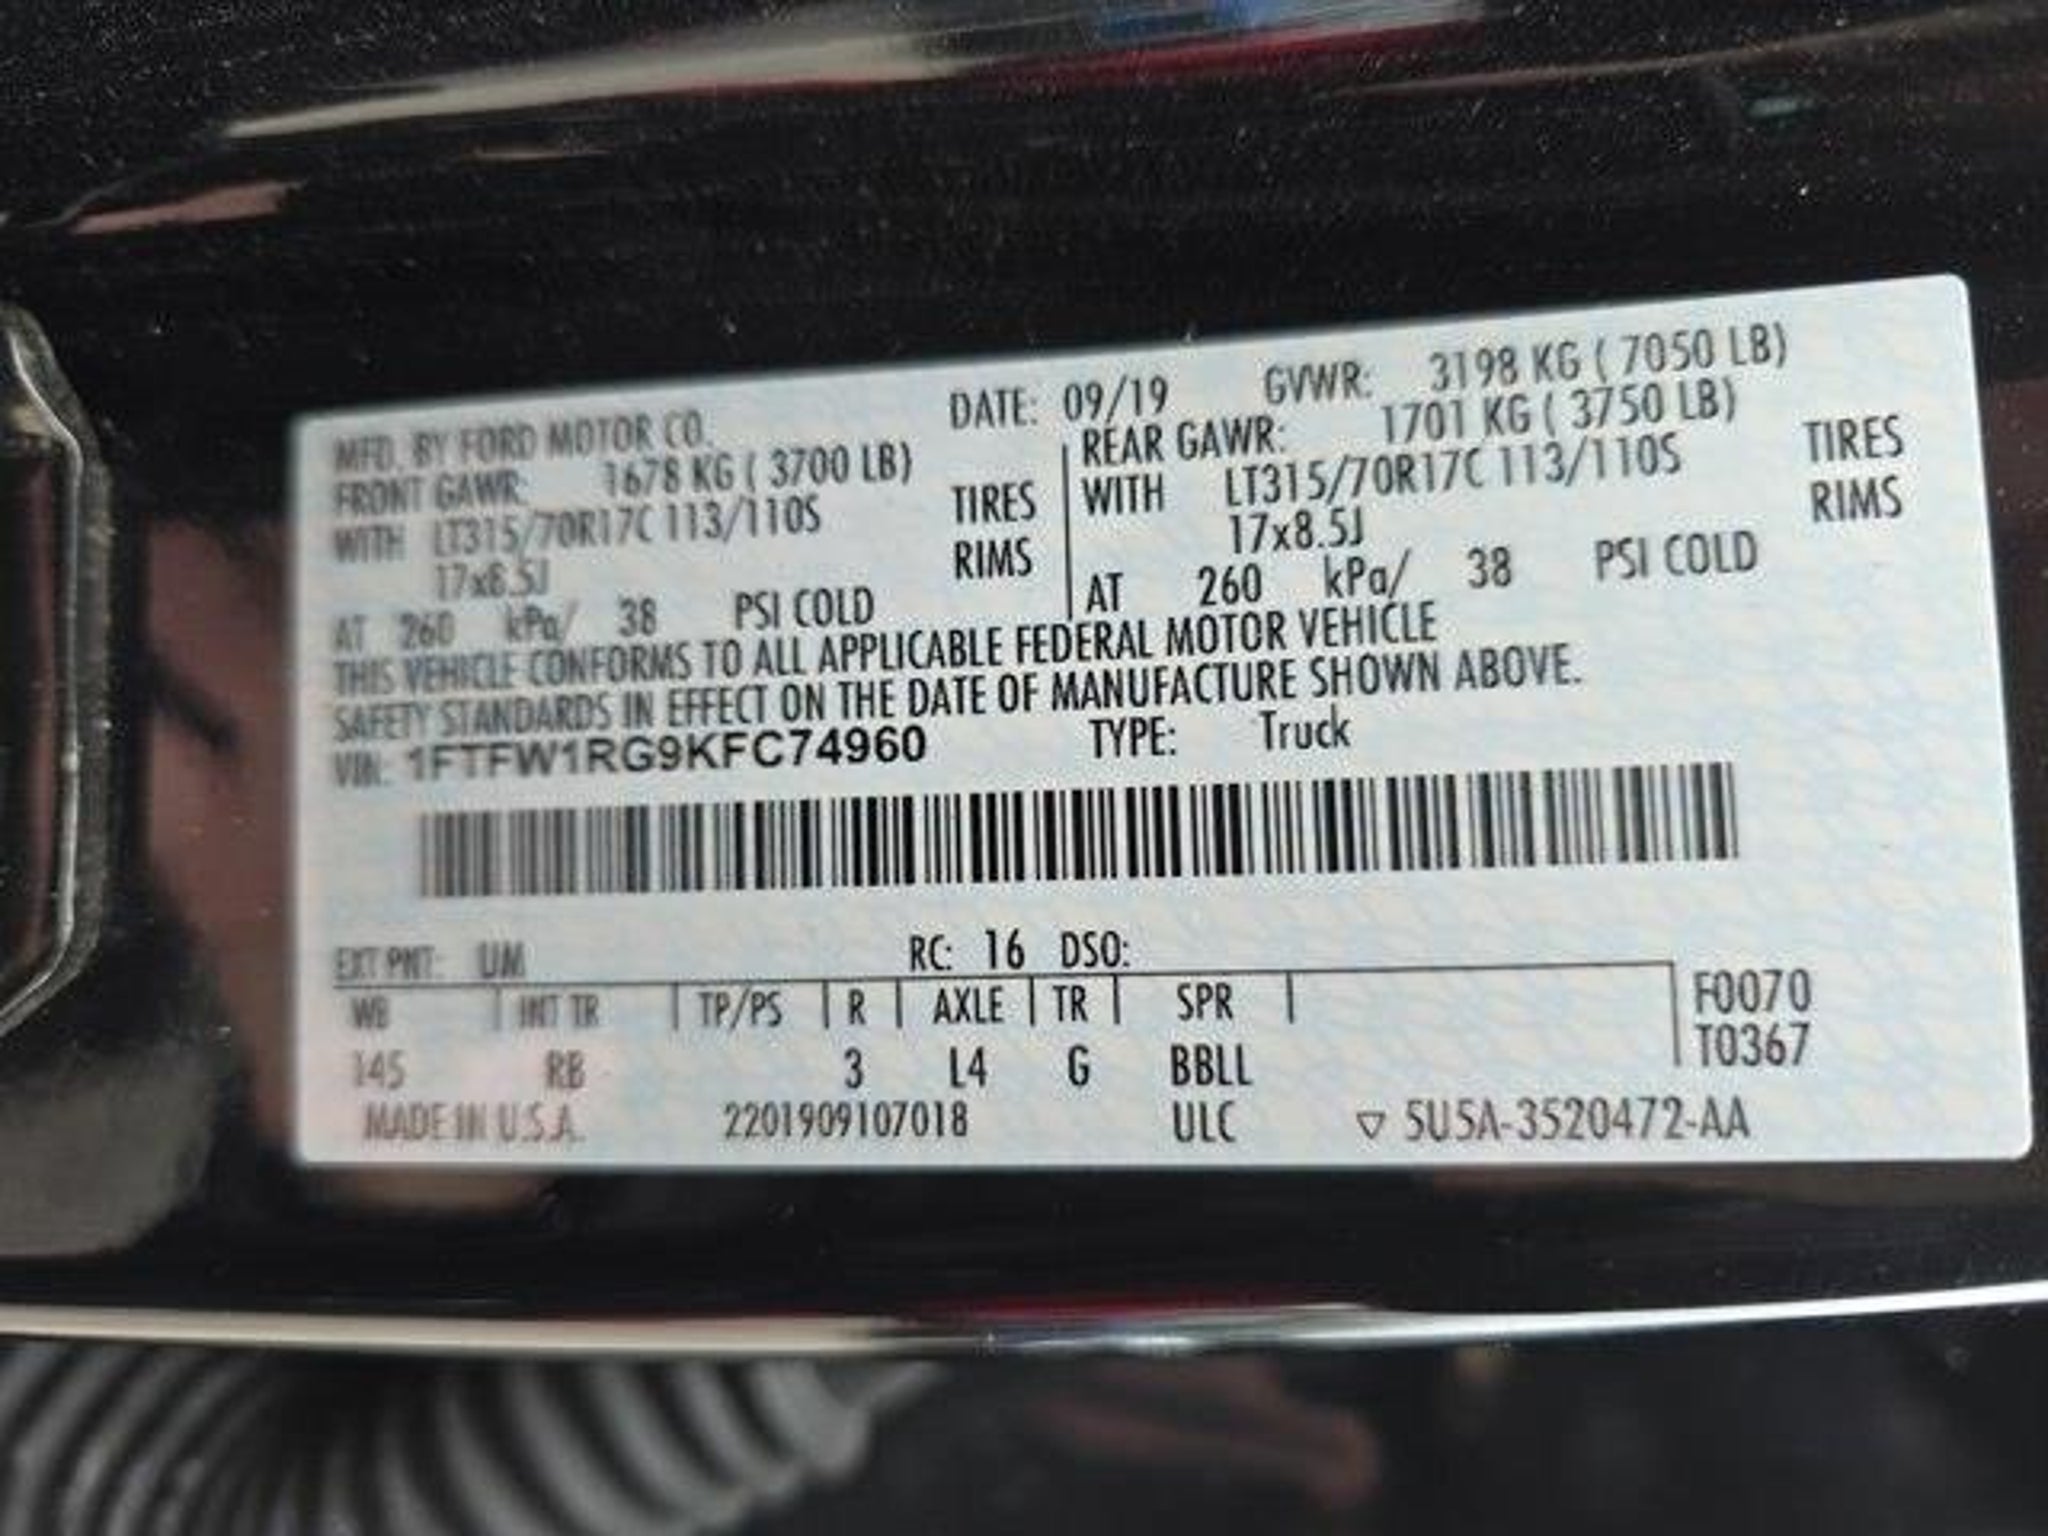 MFD. BY FORD MOTOR CO. DATE: 09/19 GVWR: 3198 KG ( 7050 LB)
FRONT GAWR: 1678 KG ( 3700 LB) REAR GAWR: 1701 KG ( 3750 LB)
WITH LT315/70R17C 113/110S TIRES WITH LT315/70R17C 113/110S TIRES
17x8.5J RIMS 17x8.5J RIMS
AT 260 kPa/ 38 PSI COLD AT 260 kPa/ 38 PSI COLD
THIS VEHICLE CONFORMS TO ALL APPLICABLE FEDERAL MOTOR VEHICLE
SAFETY STANDARDS IN EFFECT ON THE DATE OF MANUFACTURE SHOWN ABOVE.
VIN: 1FTFW1RG9KFC74960 TYPE: Truck
EXT PNT: UM RC: 16 DSO:
WB INT TR TP/PS R AXLE TR SPR F0070
145 RB 3 L4 G BBLL T0367
MADE IN U.S.A. 2201909107018 ULC ▽ 5U5A-3520472-AA